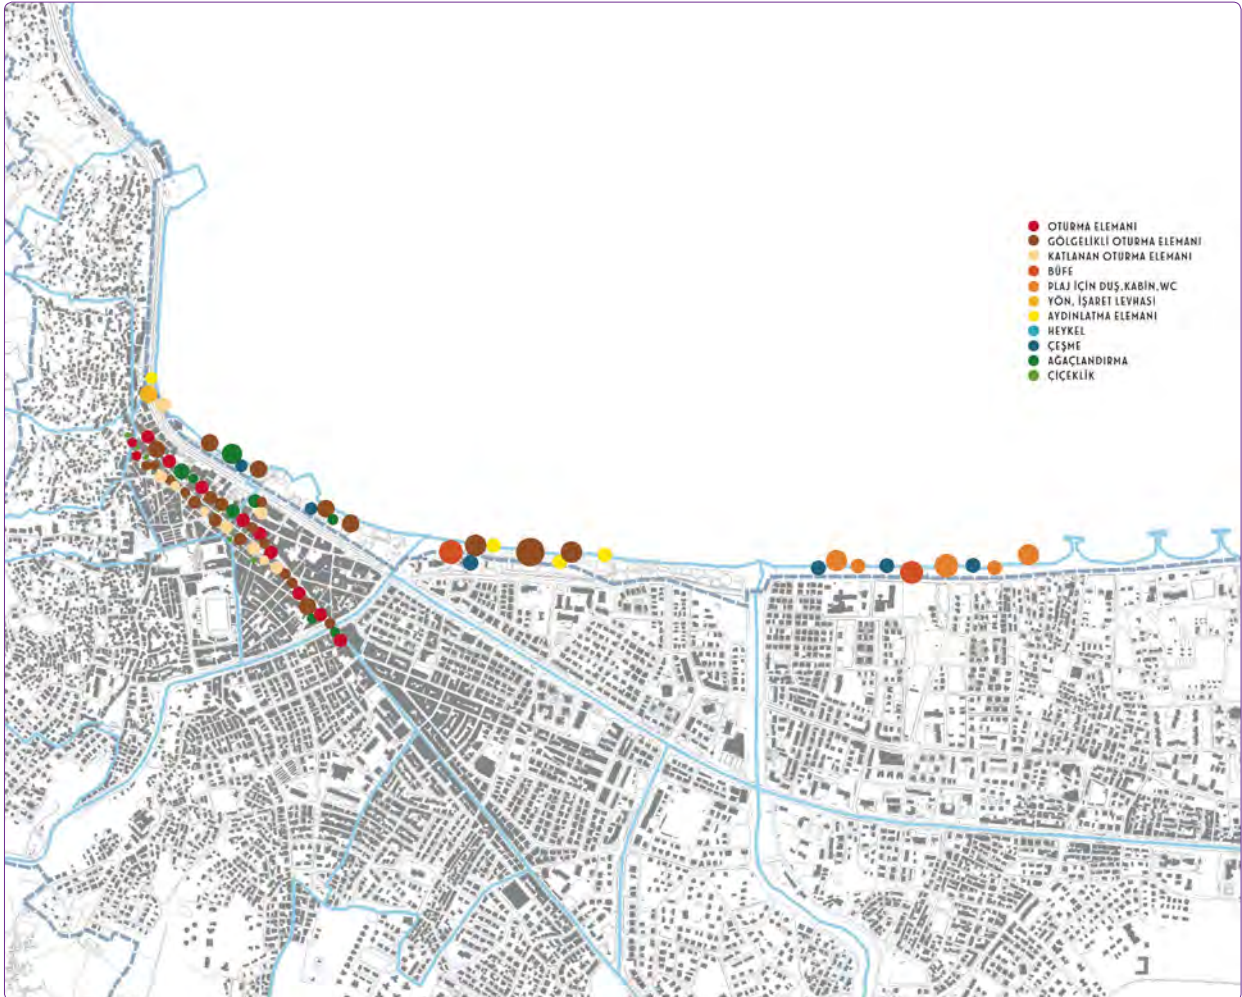 OTURMA ELEMANI
GÖLGELİKLİ OTURMA ELEMANI
KATLANAN OTURMA ELEMANI
BÜFE
PLAJ İÇİN DUŞ,KABİN,WC
YÖN, İŞARET LEVHASI
AYDINLATMA ELEMANI
HEYKEL
ÇEŞME
AĞAÇLANDIRMA
ÇİÇEKLİK